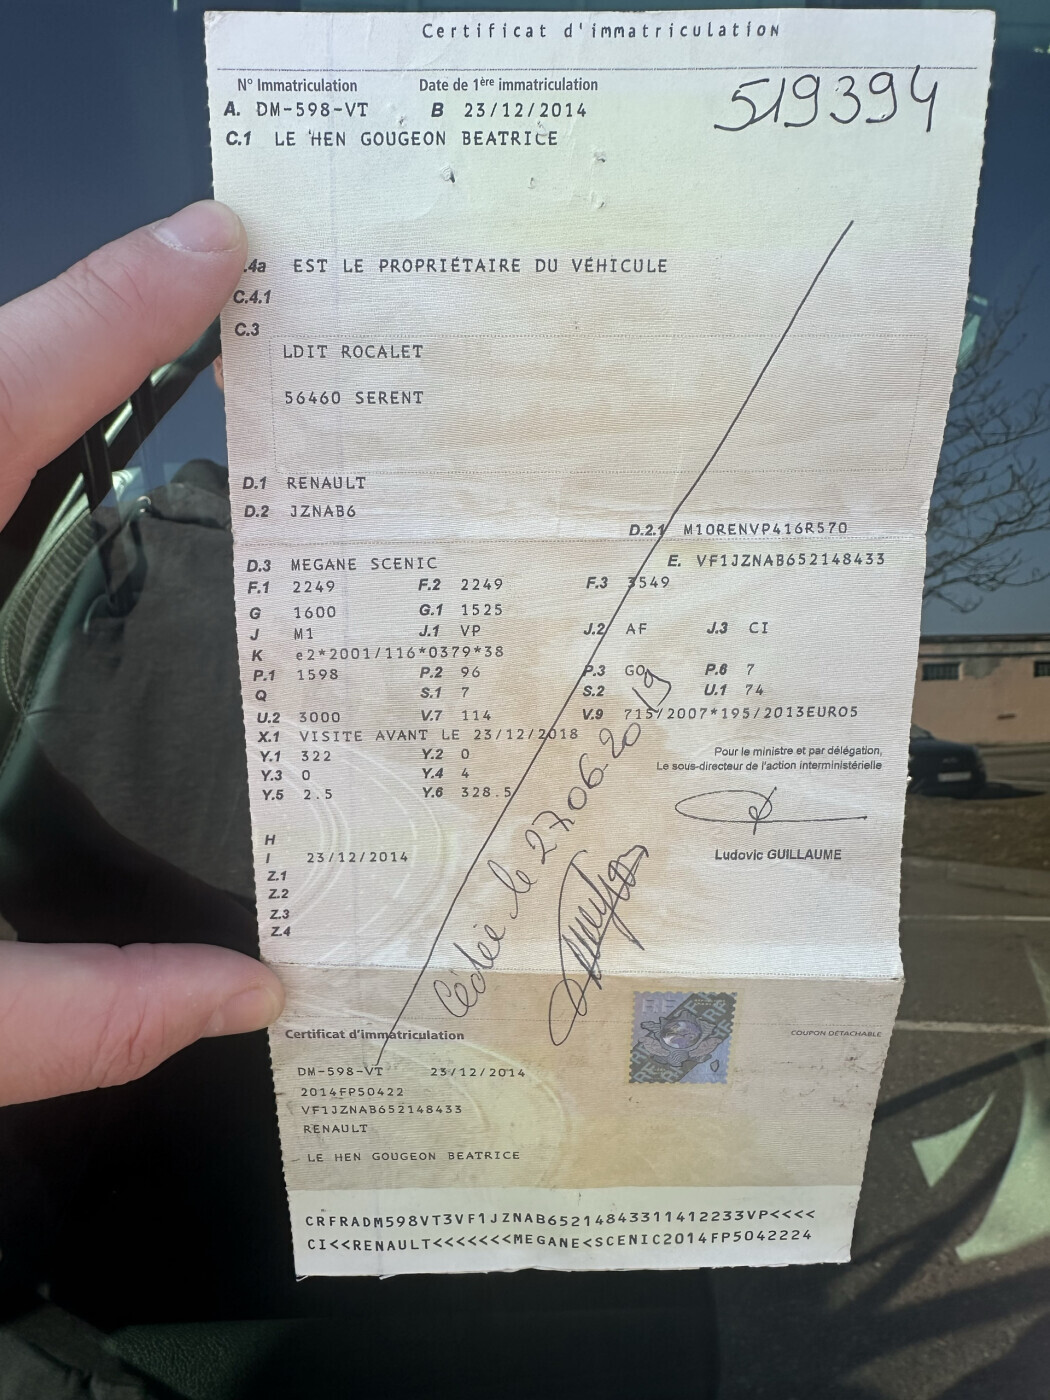 Certificat d'immatriculation
N° Immatriculation Date de 1ère immatriculation
A. DM-598-VT B 23/12/2014
519394
C.1 LE HEN GOUGEON BEATRICE
.4a EST LE PROPRIÉTAIRE DU VÉHICULE
C.4.1
C.3
LDIT ROCALET
56460 SERENT
D.1 RENAULT
D.2 JZNAB6
D.2.1 M10RENVP416R570
D.3 MEGANE SCENIC E. VF1JZNAB652148433
F.1 2249 F.2 2249 F.3 3549
G 1600 G.1 1525
J M1 J.1 VP J.2 AF J.3 CI
K e2*2001/116*0379*38
P.1 1598 P.2 96 P.3 GO P.6 7
Q S.1 7 S.2 U.1 74
U.2 3000 V.7 114 V.9 715/2007*195/2013EURO5
X.1 VISITE AVANT LE 23/12/2018
Y.1 322 Y.2 0
Y.3 0 Y.4 4
Y.5 2.5 Y.6 328.5
Pour le ministre et par délégation,
Le sous-directeur de l'action interministérielle
Ludovic GUILLAUME
H
I 23/12/2014
Z.1
Z.2
Z.3
Z.4
Cédée le 27.06.2019
Certificat d'immatriculation COUPON DÉTACHABLE
DM-598-VT 23/12/2014
2014FP50422
VF1JZNAB652148433
RENAULT
LE HEN GOUGEON BEATRICE
CRFRADM598VT3VF1JZNAB65214843311412233VP<<<<
CI<<RENAULT<<<<<<<MEGANE<SCENIC2014FP5042224